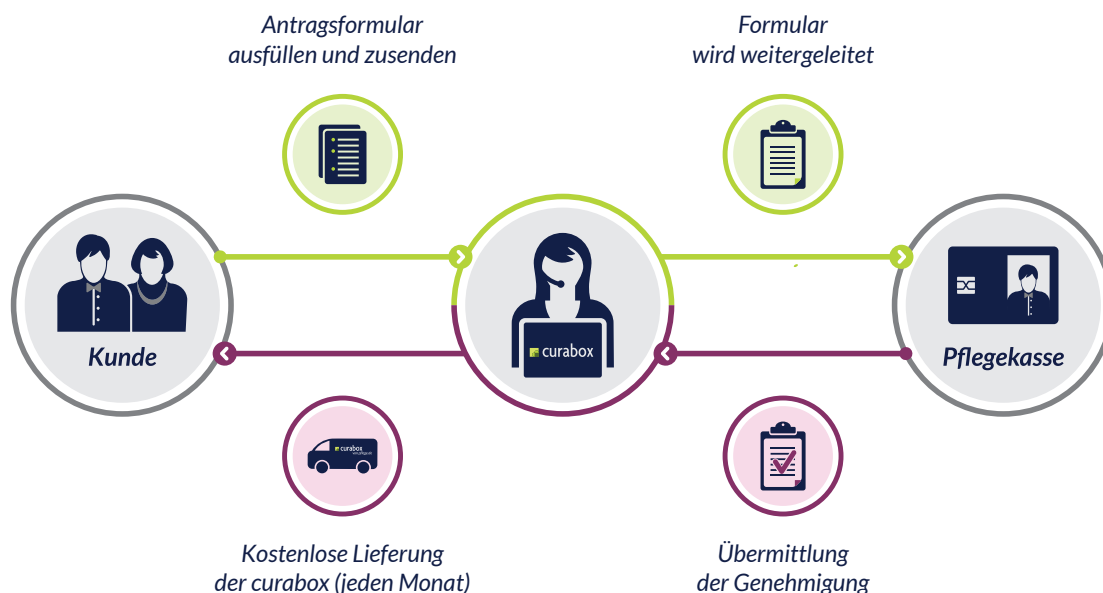 Antragsformular
ausfüllen und zusenden
Formular
wird weitergeleitet
Kunde
curabox
Pflegekasse
curabox
Kostenlose Lieferung
der curabox (jeden Monat)
Übermittlung
der Genehmigung